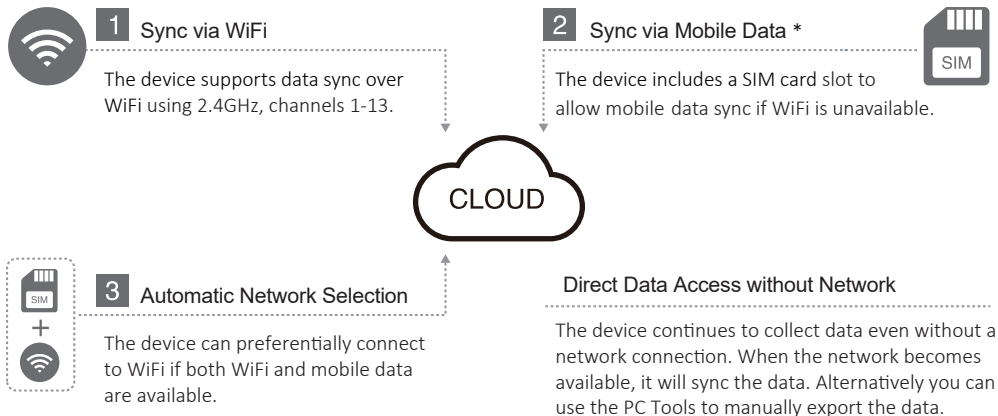 1 Sync via WiFi
The device supports data sync over
WiFi using 2.4GHz, channels 1-13.
2 Sync via Mobile Data *
SIM
The device includes a SIM card slot to
allow mobile data sync if WiFi is unavailable.
CLOUD
SIM
+
3 Automatic Network Selection
The device can preferentially connect
to WiFi if both WiFi and mobile data
are available.
Direct Data Access without Network
The device continues to collect data even without a
network connection. When the network becomes
available, it will sync the data. Alternatively you can
use the PC Tools to manually export the data.